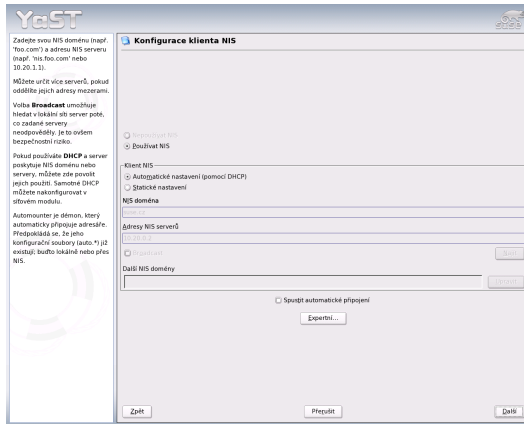 YaST
SUSE
Zadejte svou NIS doménu (např.
'foo.com') a adresu NIS serveru
(např. 'nis.foo.com' nebo
10.20.1.1).
Můžete určit více serverů, pokud
oddělíte jejich adresy mezerami.
Volba Broadcast umožňuje
hledat v lokální síti server poté,
co zadané servery
neodpověděly. Je to ovšem
bezpečnostní riziko.
Pokud používáte DHCP a server
poskytuje NIS doménu nebo
servery, můžete zde povolit
jejich použití. Samotné DHCP
můžete nakonfigurovat v
síťovém modulu.
Automounter je démon, který
automaticky připojuje adresáře.
Předpokládá se, že jeho
konfigurační soubory (auto.*) již
existují; buďto lokálně nebo přes
NIS.
Konfigurace klienta NIS
Nepoužívat NIS
Používat NIS
Klient NIS
Automatické nastavení (pomocí DHCP)
Statické nastavení
NIS doména
Adresy NIS serverů
Broadcast
Najít
Další NIS domény
Spustit automatické připojení
Expertní...
Zpět
Přerušit
Další